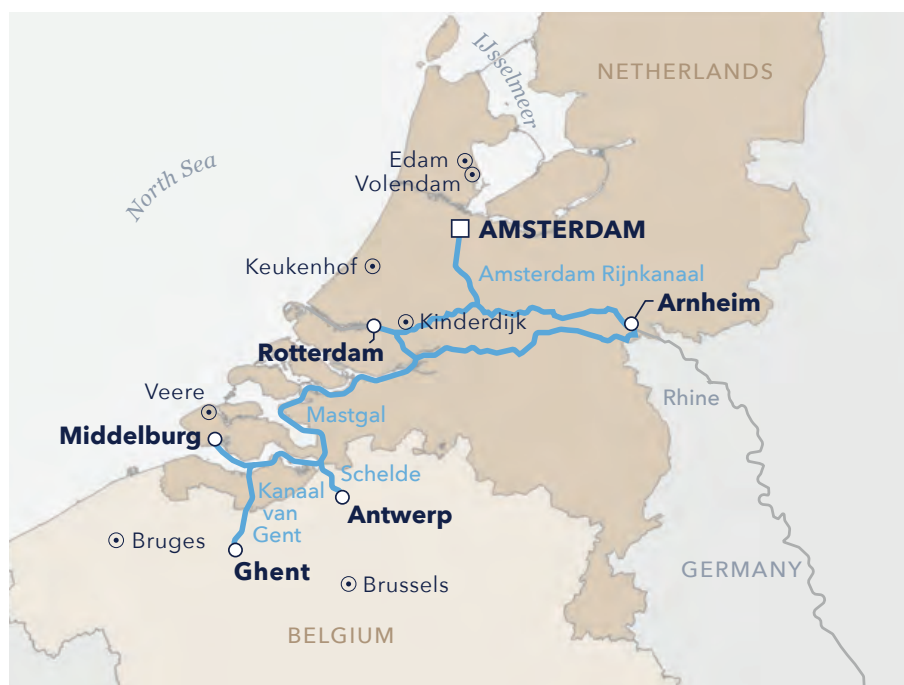 IJsselmeer
NETHERLANDS
North Sea
Edam
Volendam
AMSTERDAM
Keukenhof
Amsterdam Rijnkanaal
Arnheim
Kinderdijk
Rotterdam
Veere
Rhine
Mastgal
Middelburg
Schelde
Kanaal
van
Gent
Antwerp
Bruges
Ghent
Brussels
GERMANY
BELGIUM